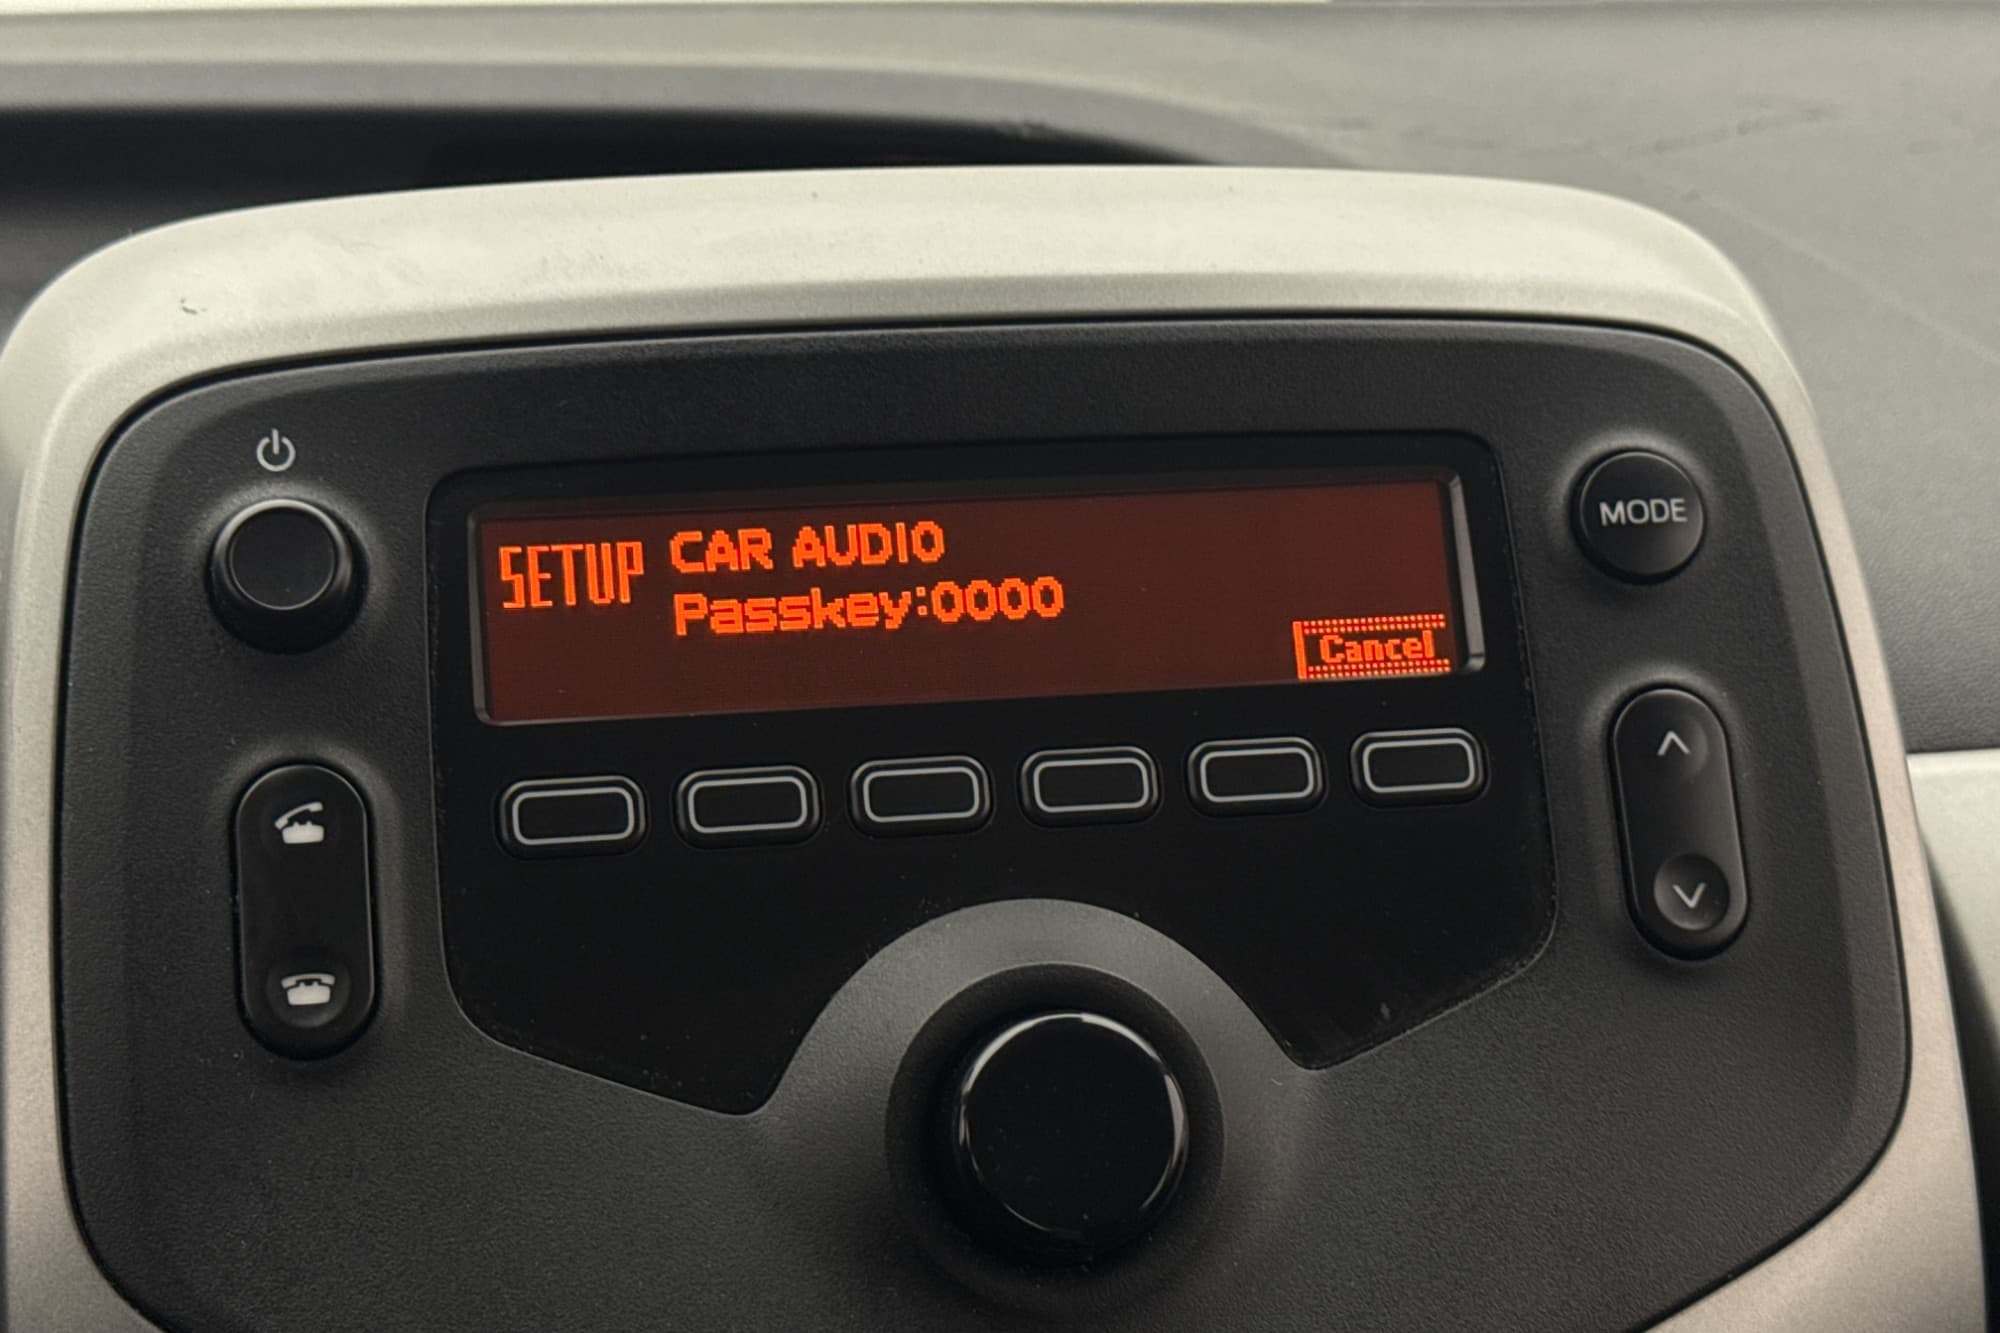 SETUP
CAR AUDIO
Passkey:0000
Cancel
MODE